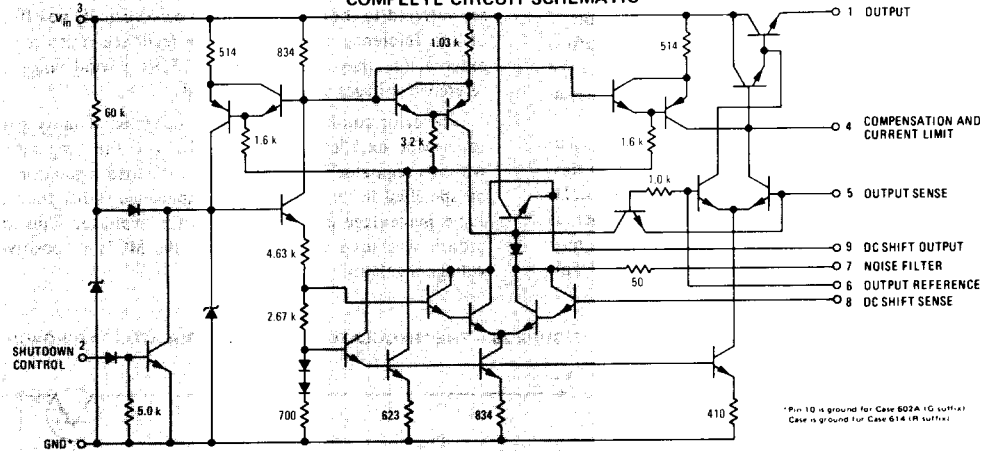 COMPLETE CIRCUIT SCHEMATIC
Vin 3
1 OUTPUT
514
834
1.03 k
514
60 k
1.6 k
3.2 k
1.6 k
4 COMPENSATION AND
CURRENT LIMIT
1.0 k
5 OUTPUT SENSE
4.63 k
9 DC SHIFT OUTPUT
7 NOISE FILTER
50
6 OUTPUT REFERENCE
8 DC SHIFT SENSE
2.67 k
SHUTDOWN 2
CONTROL
5.0 k
700
623
834
410
*Pin 10 is ground for Case 602A (G suffix)
Case is ground for Case 614 (R suffix)
GND*